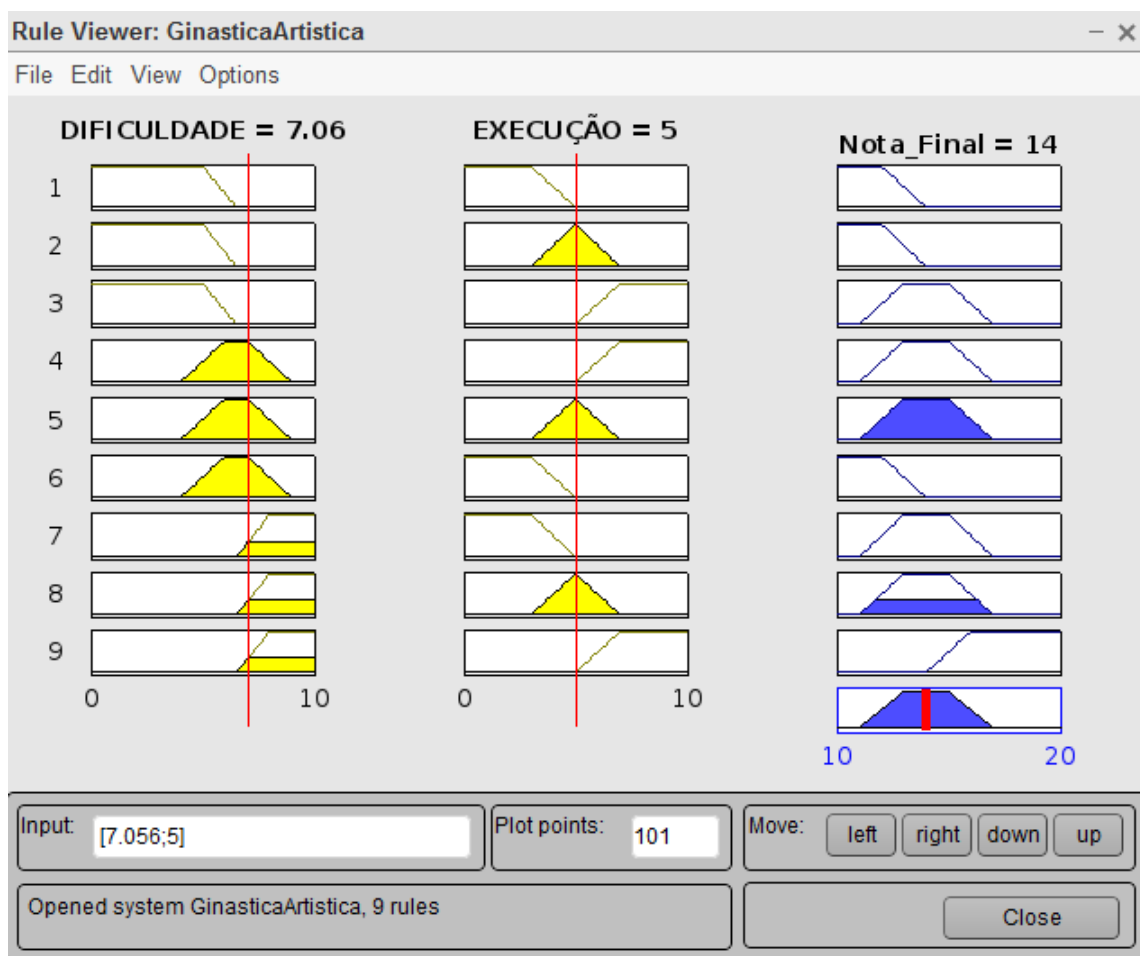 Rule Viewer: GinasticaArtistica
File Edit View Options
DIFICULDADE = 7.06
EXECUÇÃO = 5
Nota_Final = 14
1
2
3
4
5
6
7
8
9
0 10
0 10
10 20
Input: [7.056;5]
Plot points: 101
Move: left right down up
Opened system GinasticaArtistica, 9 rules
Close